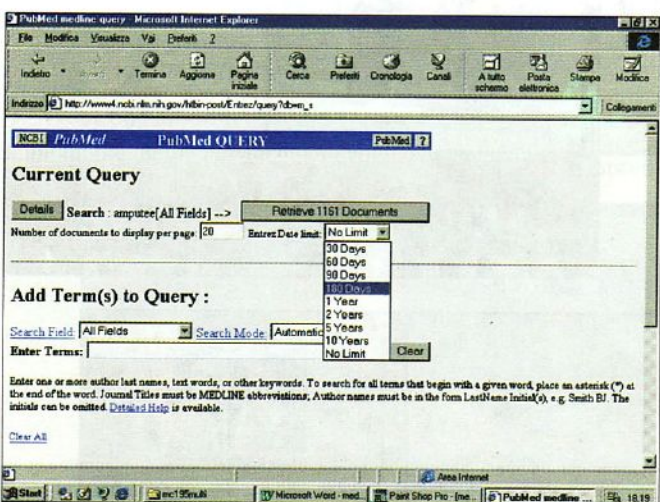 PubMed medline query - Microsoft Internet Explorer
File Modifica Visualizza Vai Preferiti ?
Indietro Termina Aggiorna Pagina iniziale Cerca Preferiti Cronologia Canali A tutto schermo Posta elettronica Stampa Modifica
Indirizzo http://www4.ncbi.nlm.nih.gov/htbin-post/Entrez/query?db=m_s Collegamenti
NCBI PubMed PubMed QUERY PubMed ?
Current Query
Details Search : amputee[All Fields] --> Retrieve 1161 Documents
Number of documents to display per page: 20 Entrez Date limit: No Limit
30 Days
60 Days
90 Days
180 Days
1 Year
2 Years
5 Years
10 Years
No Limit
Add Term(s) to Query :
Search Field: All Fields Search Mode: Automatic
Enter Terms: Clear
Enter one or more author last names, text words, or other keywords. To search for all terms that begin with a given word, place an asterisk (*) at
the end of the word. Journal Titles must be MEDLINE abbreviations; Author names must be in the form LastName Initial(s), e.g. Smith BJ. The
initials can be omitted. Detailed Help is available.
Clear All
Area Internet
Start mc195multi Microsoft Word - med... Paint Shop Pro - [me... PubMed medline ... 18.19